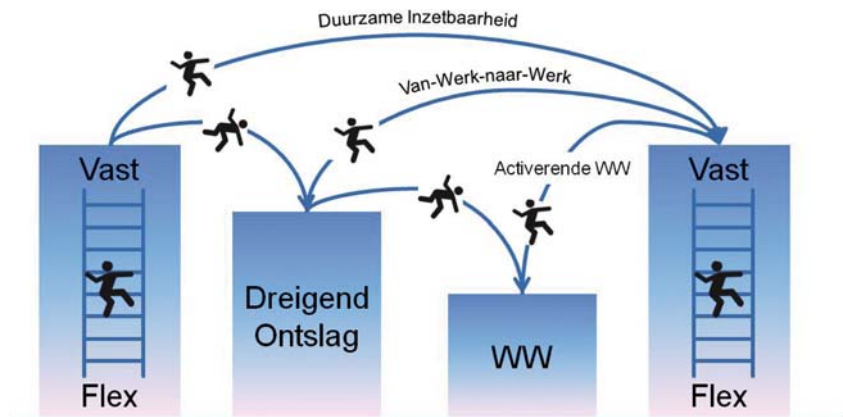 Duurzame Inzetbaarheid
Van-Werk-naar-Werk
Activerende WW
Vast
Flex
Dreigend
Ontslag
WW
Vast
Flex